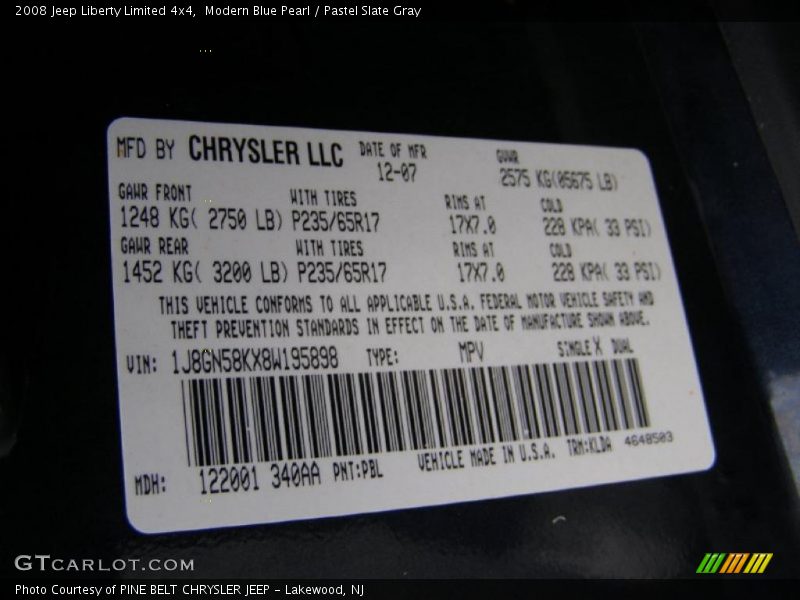 2008 Jeep Liberty Limited 4x4,  Modern Blue Pearl / Pastel Slate Gray
MFD BY CHRYSLER LLC DATE OF MFR GVWR
12-07 2575 KG(05675 LB)
GAWR FRONT WITH TIRES RIMS AT COLD
1248 KG( 2750 LB) P235/65R17 17X7.0 228 KPA( 33 PSI)
GAWR REAR WITH TIRES RIMS AT COLD
1452 KG( 3200 LB) P235/65R17 17X7.0 228 KPA( 33 PSI)
THIS VEHICLE CONFORMS TO ALL APPLICABLE U.S.A. FEDERAL MOTOR VEHICLE SAFETY AND
THEFT PREVENTION STANDARDS IN EFFECT ON THE DATE OF MANUFACTURE SHOWN ABOVE.
VIN: 1J8GN58KX8W195898 TYPE: MPV SINGLE X DUAL
MDH: 122001 340AA PNT:PBL VEHICLE MADE IN U.S.A. TRM:KLDA 4648503
GTCARLOT.COM
Photo Courtesy of PINE BELT CHRYSLER JEEP - Lakewood, NJ